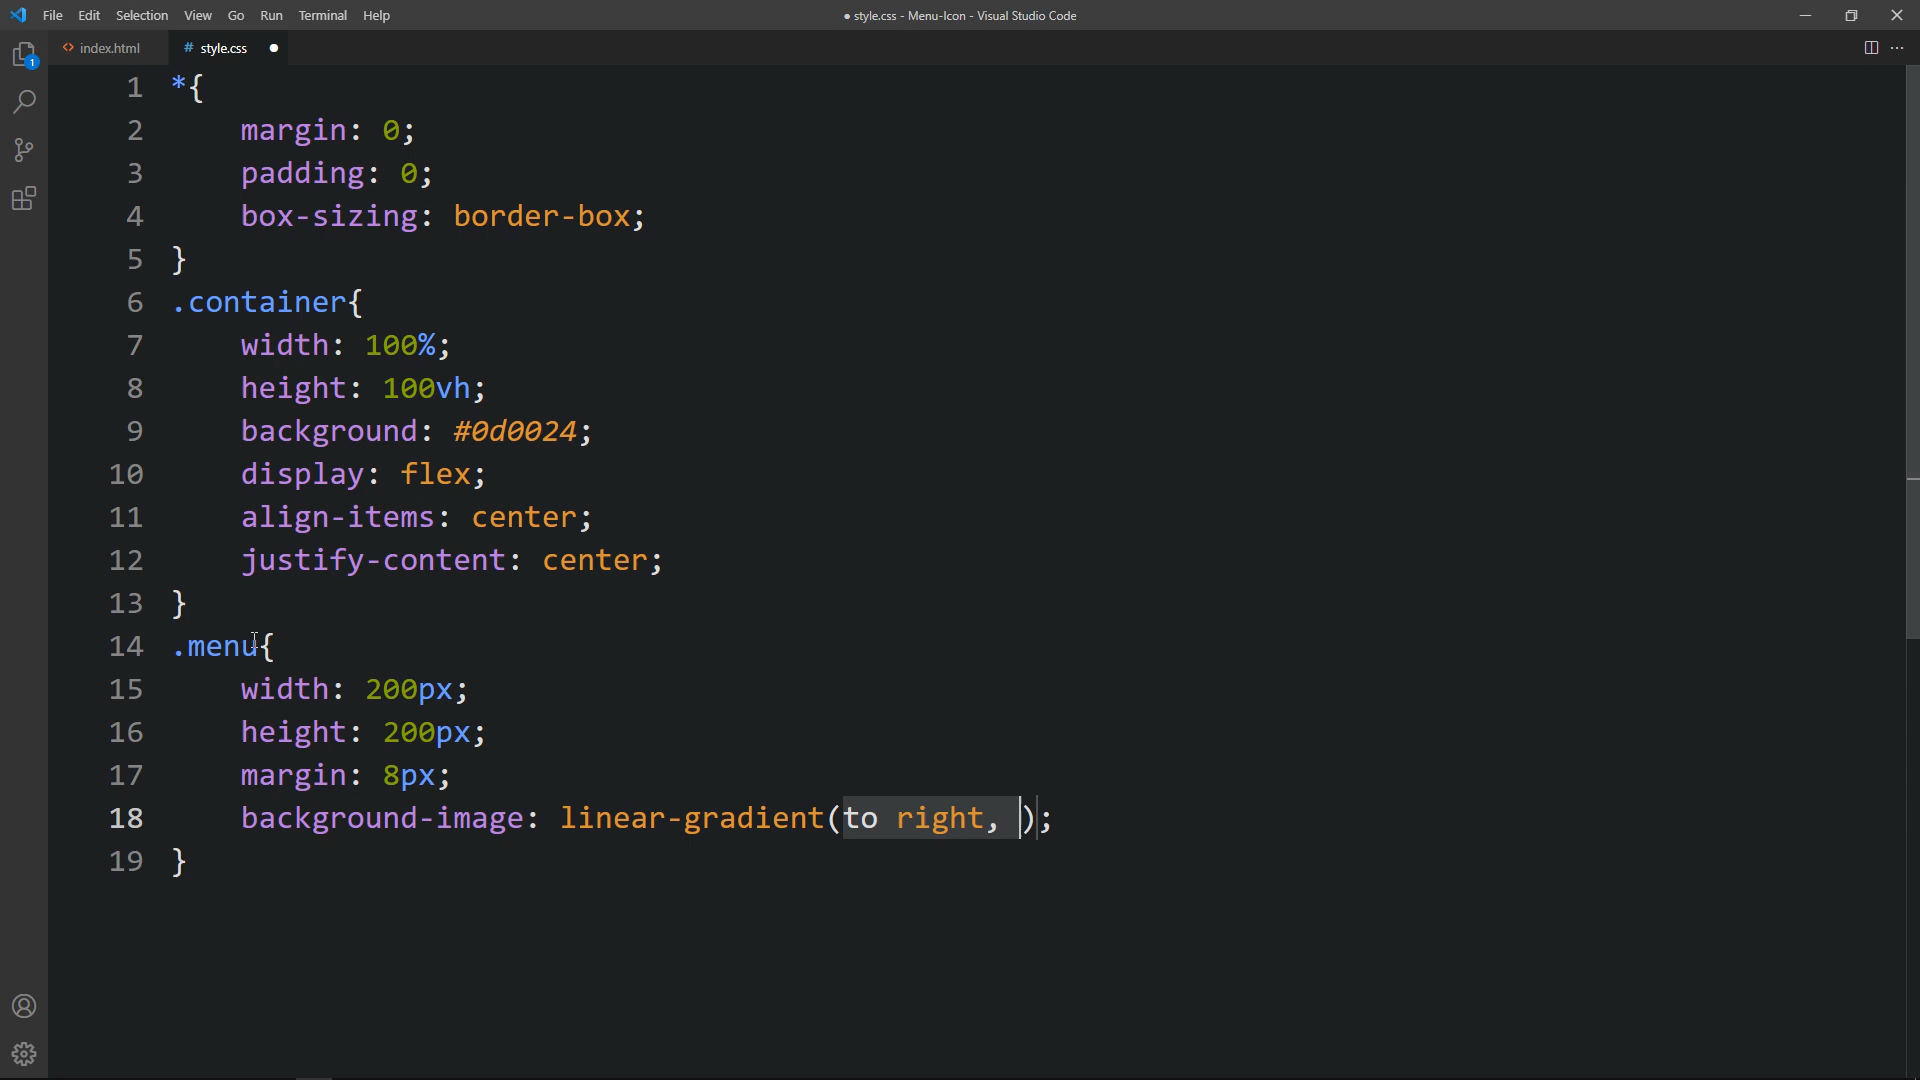 File Edit Selection View Go Run Terminal Help
● style.css - Menu-Icon - Visual Studio Code
<> index.html
# style.css ●
1
1 *{
2 margin: 0;
3 padding: 0;
4 box-sizing: border-box;
5 }
6 .container{
7 width: 100%;
8 height: 100vh;
9 background: #0d0024;
10 display: flex;
11 align-items: center;
12 justify-content: center;
13 }
14 .menu{
15 width: 200px;
16 height: 200px;
17 margin: 8px;
18 background-image: linear-gradient(to right, );
19 }